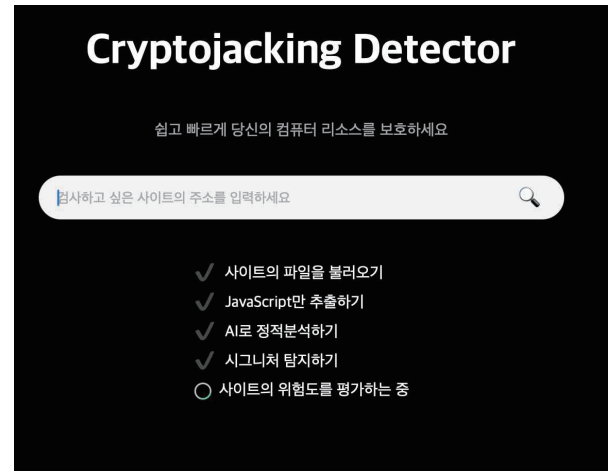 Cryptojacking Detector
쉽고 빠르게 당신의 컴퓨터 리소스를 보호하세요
검사하고 싶은 사이트의 주소를 입력하세요
사이트의 파일을 불러오기
JavaScript만 추출하기
AI로 정적분석하기
시그니처 탐지하기
사이트의 위험도를 평가하는 중